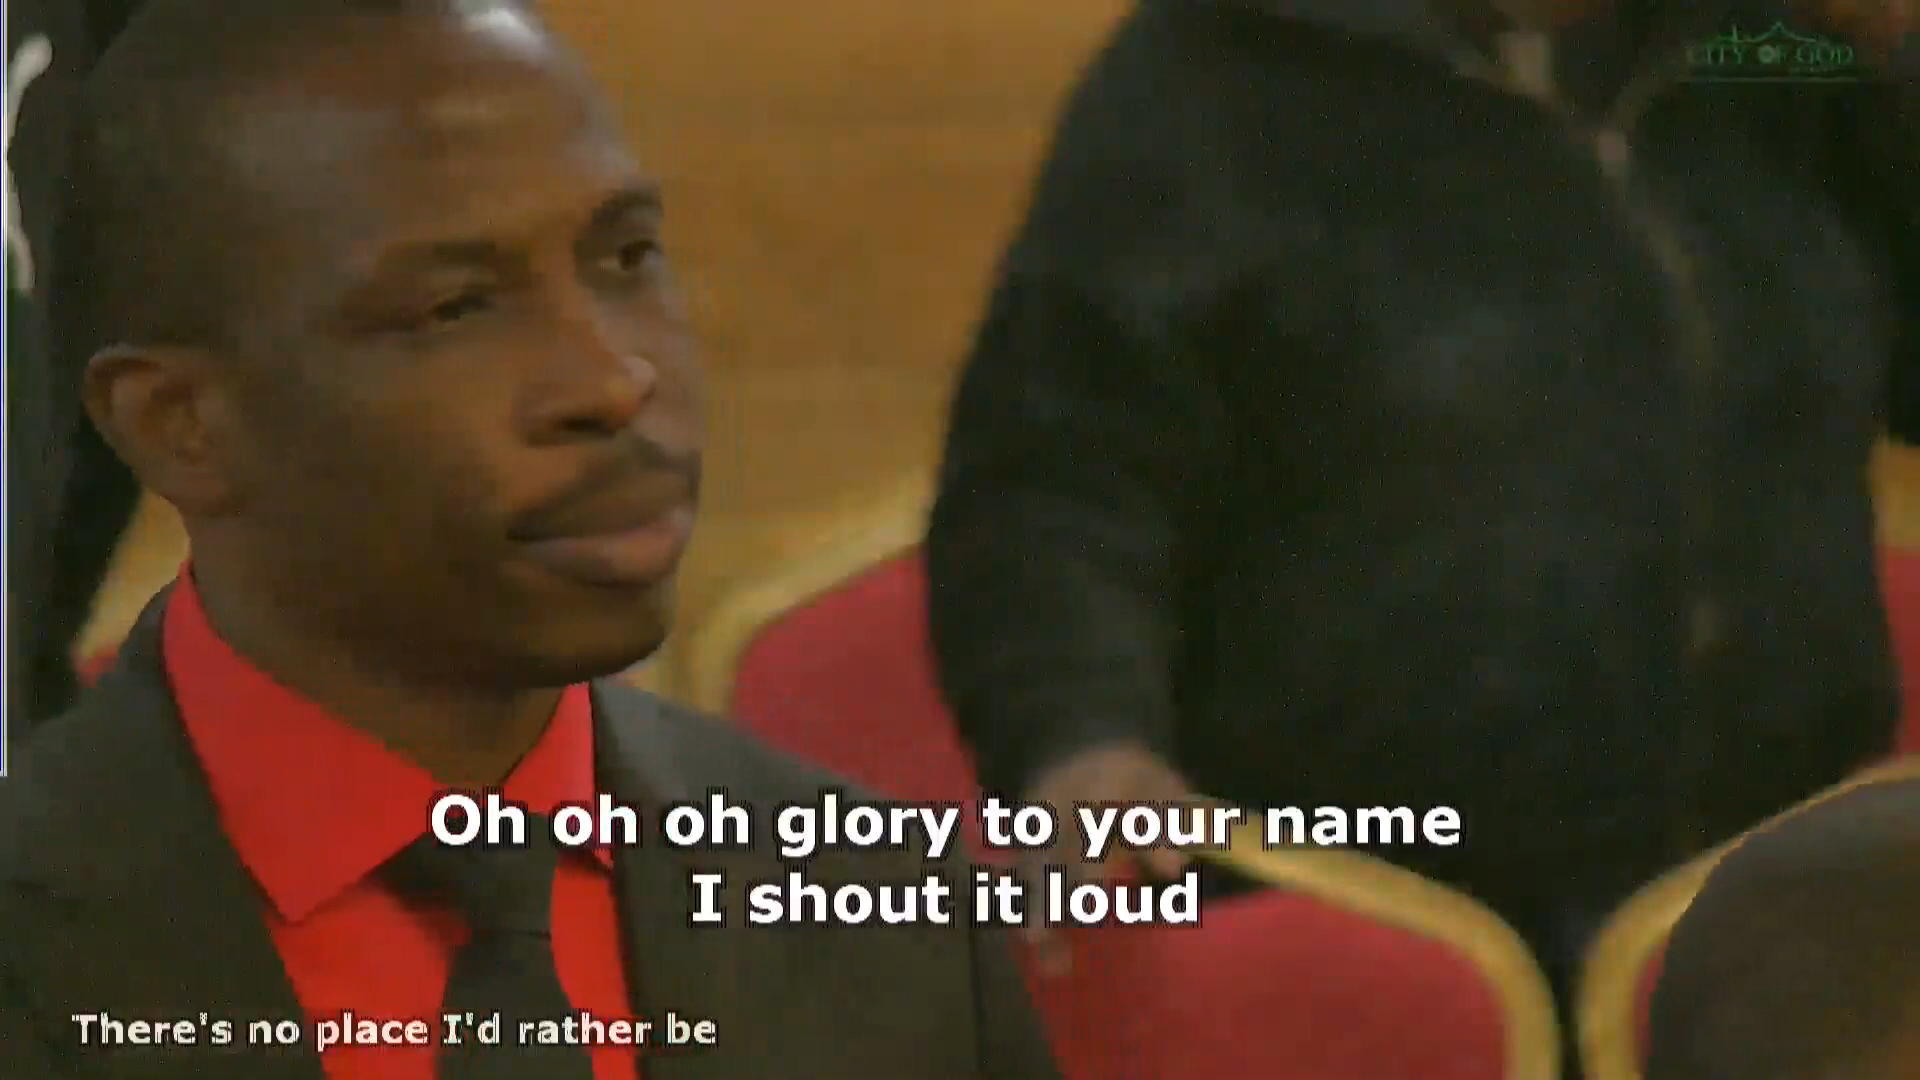 CITY OF GOD
Oh oh oh glory to your name
I shout it loud
There's no place I'd rather be